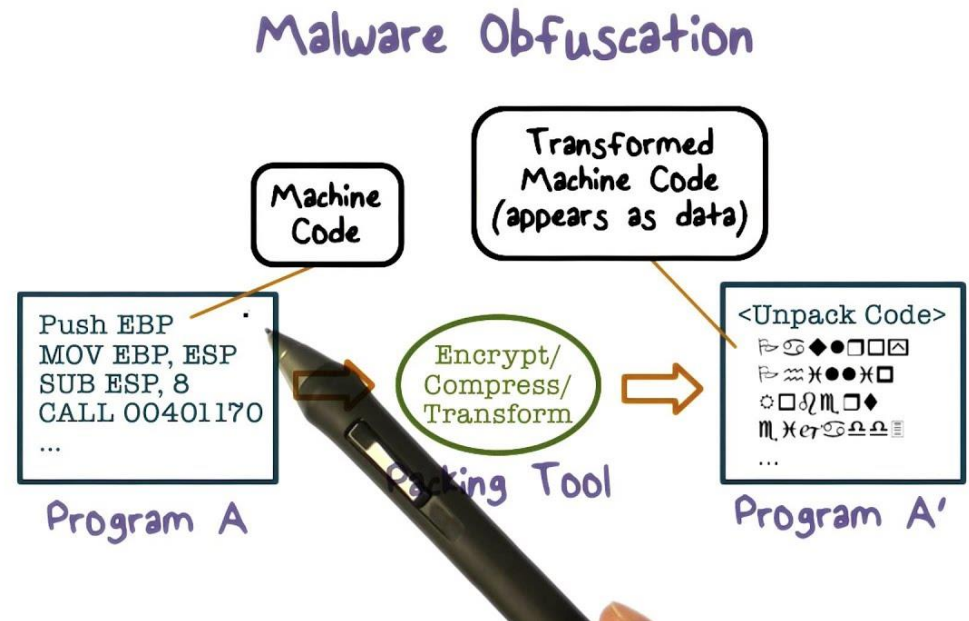 Malware Obfuscation
Machine
Code
Transformed
Machine Code
(appears as data)
Push EBP
MOV EBP, ESP
SUB ESP, 8
CALL 00401170
...
Program A
Encrypt/
Compress/
Transform
Packing Tool
<Unpack Code>
...
Program A'